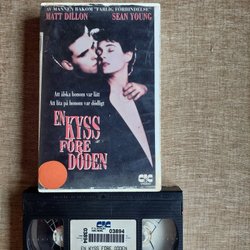 AV MANNEN BAKOM "FARLIG FÖRBINDELSE"
MATT DILLON SEAN YOUNG
Att älska honom var lätt
Att lita på honom var dödligt
EN
KYSS
FÖRE
DÖDEN
CIC
VIDEO
03894
EN KYSS FÖRE DÖDEN